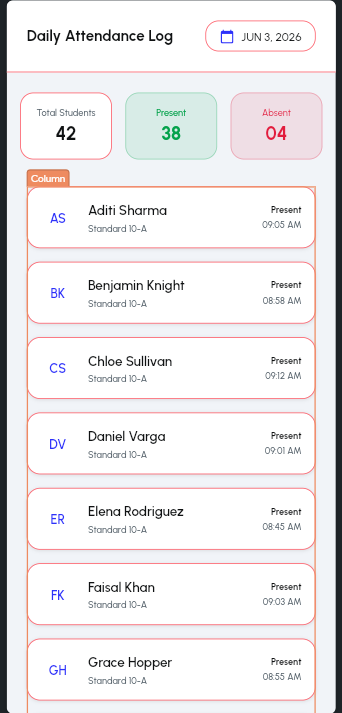 Daily Attendance Log
JUN 3, 2026
Total Students
42
Present
38
Absent
04
Column
AS
Aditi Sharma
Standard 10-A
Present
09:05 AM
BK
Benjamin Knight
Standard 10-A
Present
08:58 AM
CS
Chloe Sullivan
Standard 10-A
Present
09:12 AM
DV
Daniel Varga
Standard 10-A
Present
09:01 AM
ER
Elena Rodriguez
Standard 10-A
Present
08:45 AM
FK
Faisal Khan
Standard 10-A
Present
09:03 AM
GH
Grace Hopper
Standard 10-A
Present
08:55 AM